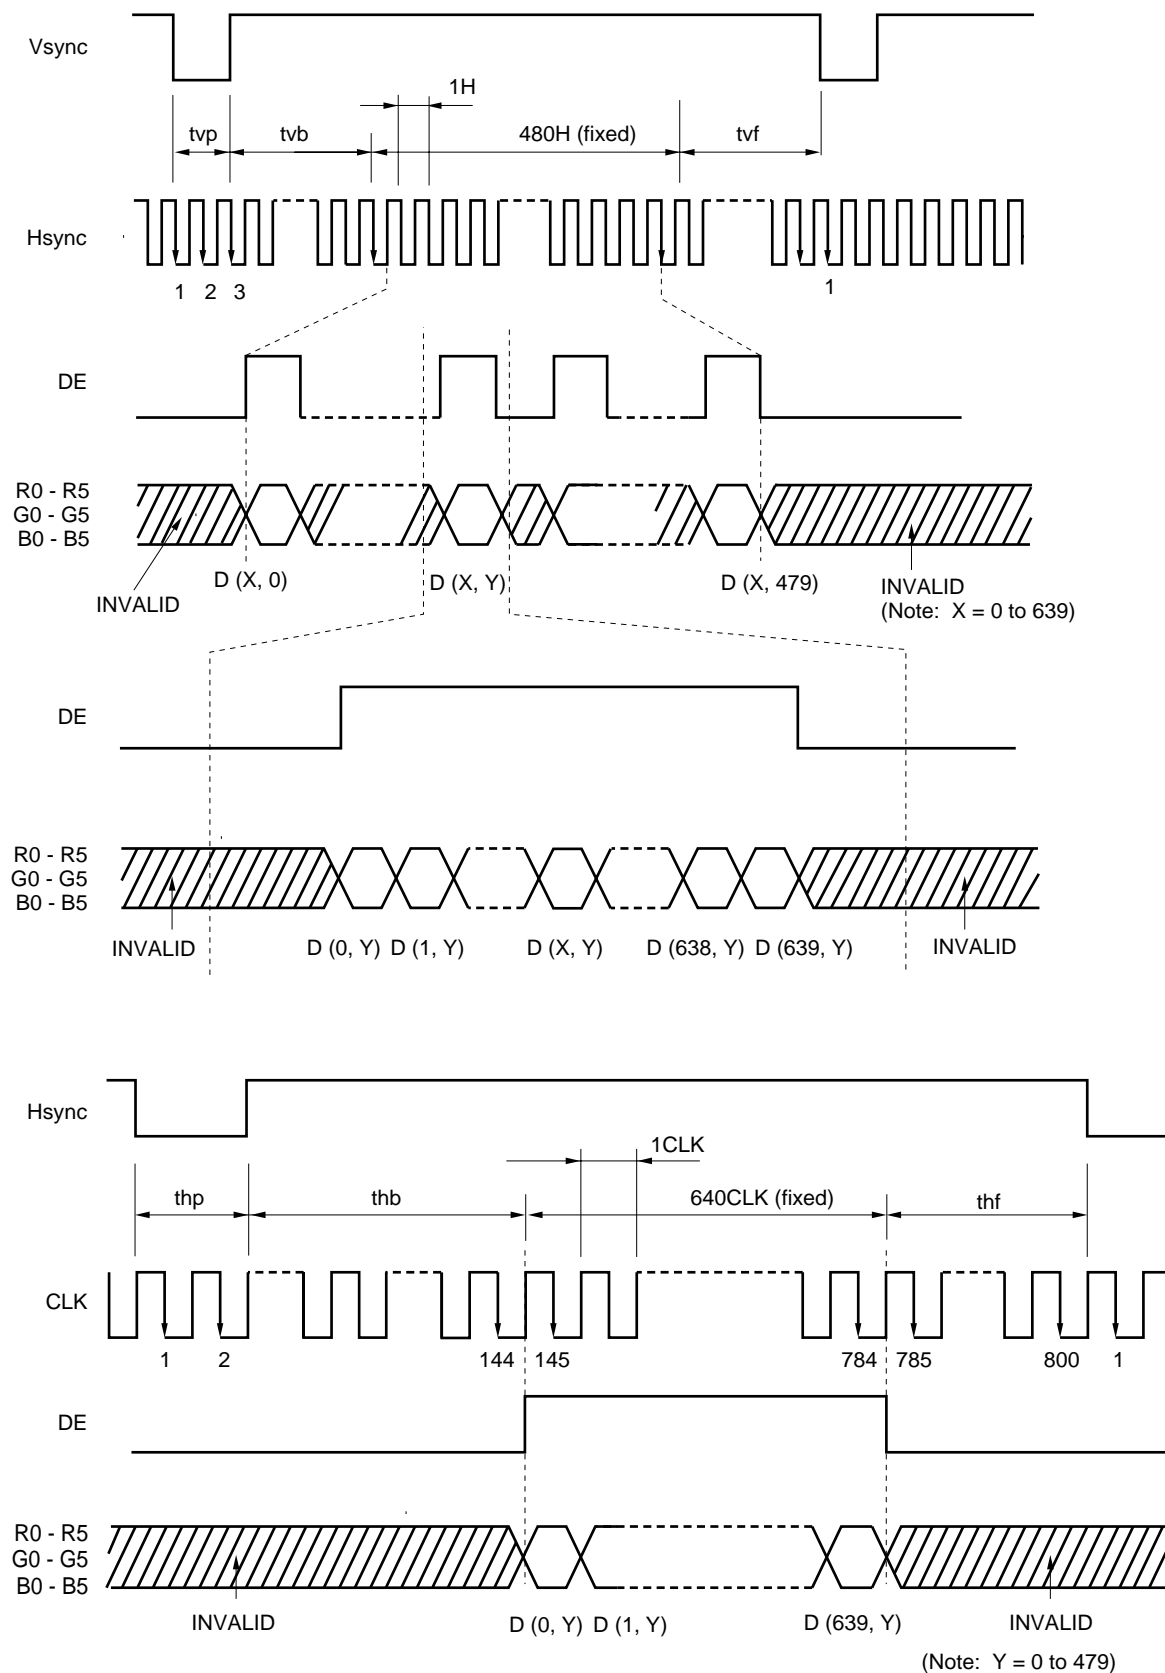 Vsync
1H
tvp
tvb
480H (fixed)
tvf
Hsync
1 2 3
1
DE
R0 - R5
G0 - G5
B0 - B5
D (X, 0)
D (X, Y)
D (X, 479)
INVALID
INVALID
(Note: X = 0 to 639)
DE
R0 - R5
G0 - G5
B0 - B5
INVALID
D (0, Y) D (1, Y)
D (X, Y)
D (638, Y) D (639, Y)
INVALID
Hsync
1CLK
thp
thb
640CLK (fixed)
thf
CLK
1 2
144 145
784 785
800 1
DE
R0 - R5
G0 - G5
B0 - B5
INVALID
D (0, Y) D (1, Y)
D (639, Y)
INVALID
(Note: Y = 0 to 479)